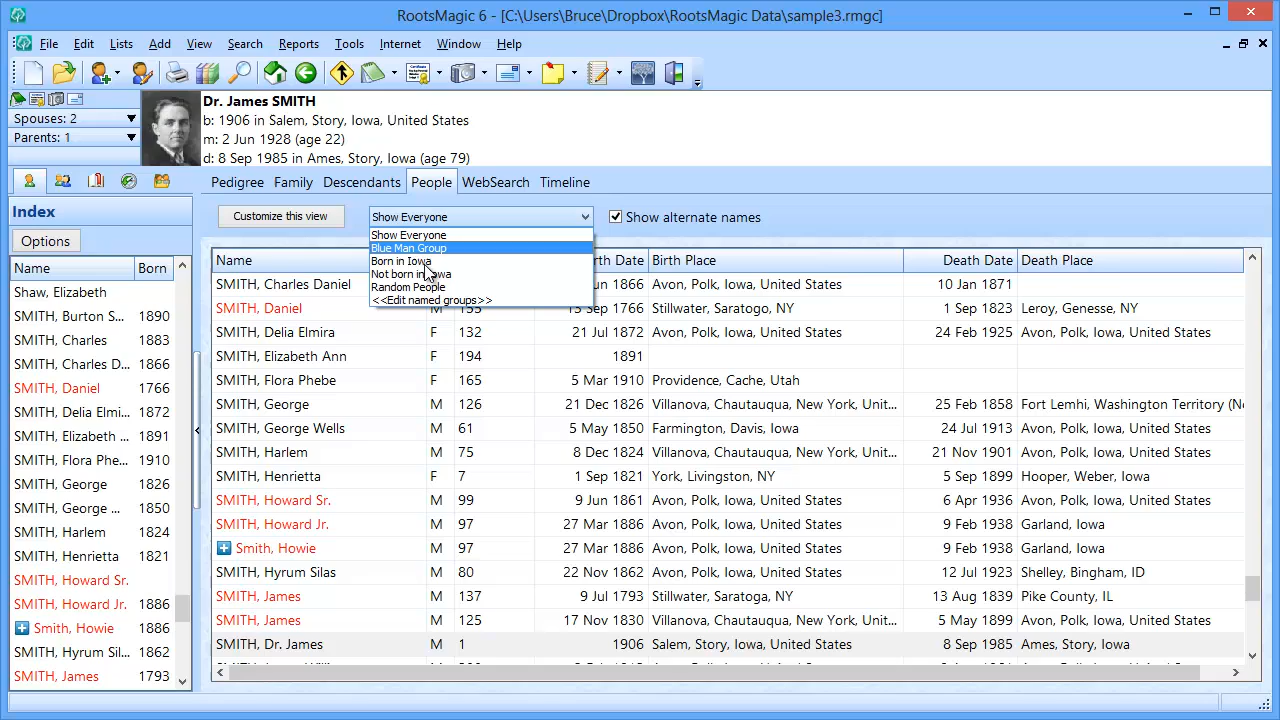 RootsMagic 6 - [C:\Users\Bruce\Dropbox\RootsMagic Data\sample3.rmgc]
File Edit Lists Add View Search Reports Tools Internet Window Help
Dr. James SMITH
b: 1906 in Salem, Story, Iowa, United States
Spouses: 2
m: 2 Jun 1928 (age 22)
Parents: 1
d: 8 Sep 1985 in Ames, Story, Iowa (age 79)
Pedigree Family Descendants People WebSearch Timeline
Index
Options
Name Born
Shaw, Elizabeth
SMITH, Burton S... 1890
SMITH, Charles 1883
SMITH, Charles D... 1866
SMITH, Daniel 1766
SMITH, Delia Elmi... 1872
SMITH, Elizabeth ... 1891
SMITH, Flora Phe... 1910
SMITH, George 1826
SMITH, George ... 1850
SMITH, Harlem 1824
SMITH, Henrietta 1821
SMITH, Howard Sr.
SMITH, Howard Jr. 1886
Smith, Howie 1886
SMITH, Hyrum Sil... 1862
SMITH, James 1793
Customize this view
Show Everyone
Show alternate names
Show Everyone
Blue Man Group
Born in Iowa
Not born in Iowa
Random People
<<Edit named groups>>
Name Birth Date Birth Place Death Date Death Place
SMITH, Charles Daniel 1866 Avon, Polk, Iowa, United States 10 Jan 1871
SMITH, Daniel M 155 13 Sep 1766 Stillwater, Saratogo, NY 1 Sep 1823 Leroy, Genesse, NY
SMITH, Delia Elmira F 132 21 Jul 1872 Avon, Polk, Iowa, United States 24 Feb 1925 Avon, Polk, Iowa, United States
SMITH, Elizabeth Ann F 194 1891
SMITH, Flora Phebe F 165 5 Mar 1910 Providence, Cache, Utah
SMITH, George M 126 21 Dec 1826 Villanova, Chautauqua, New York, Unit... 25 Feb 1858 Fort Lemhi, Washington Territory (N
SMITH, George Wells M 61 5 May 1850 Farmington, Davis, Iowa 24 Jul 1913 Avon, Polk, Iowa, United States
SMITH, Harlem M 75 8 Dec 1824 Villanova, Chautauqua, New York, Unit... 21 Nov 1901 Avon, Polk, Iowa, United States
SMITH, Henrietta F 7 1 Sep 1821 York, Livingston, NY 5 Sep 1899 Hooper, Weber, Iowa
SMITH, Howard Sr. M 99 9 Jun 1861 Avon, Polk, Iowa, United States 6 Apr 1936 Avon, Polk, Iowa, United States
SMITH, Howard Jr. M 97 27 Mar 1886 Avon, Polk, Iowa, United States 9 Feb 1938 Garland, Iowa
Smith, Howie M 97 27 Mar 1886 Avon, Polk, Iowa, United States 9 Feb 1938 Garland, Iowa
SMITH, Hyrum Silas M 80 22 Nov 1862 Avon, Polk, Iowa, United States 12 Jul 1923 Shelley, Bingham, ID
SMITH, James M 137 9 Jul 1793 Stillwater, Saratoga, NY 13 Aug 1839 Pike County, IL
SMITH, James M 125 17 Nov 1830 Villanova, Chautauqua, New York, Unit... 5 May 1899 Avon, Polk, Iowa, United States
SMITH, Dr. James M 1 1906 Salem, Story, Iowa, United States 8 Sep 1985 Ames, Story, Iowa